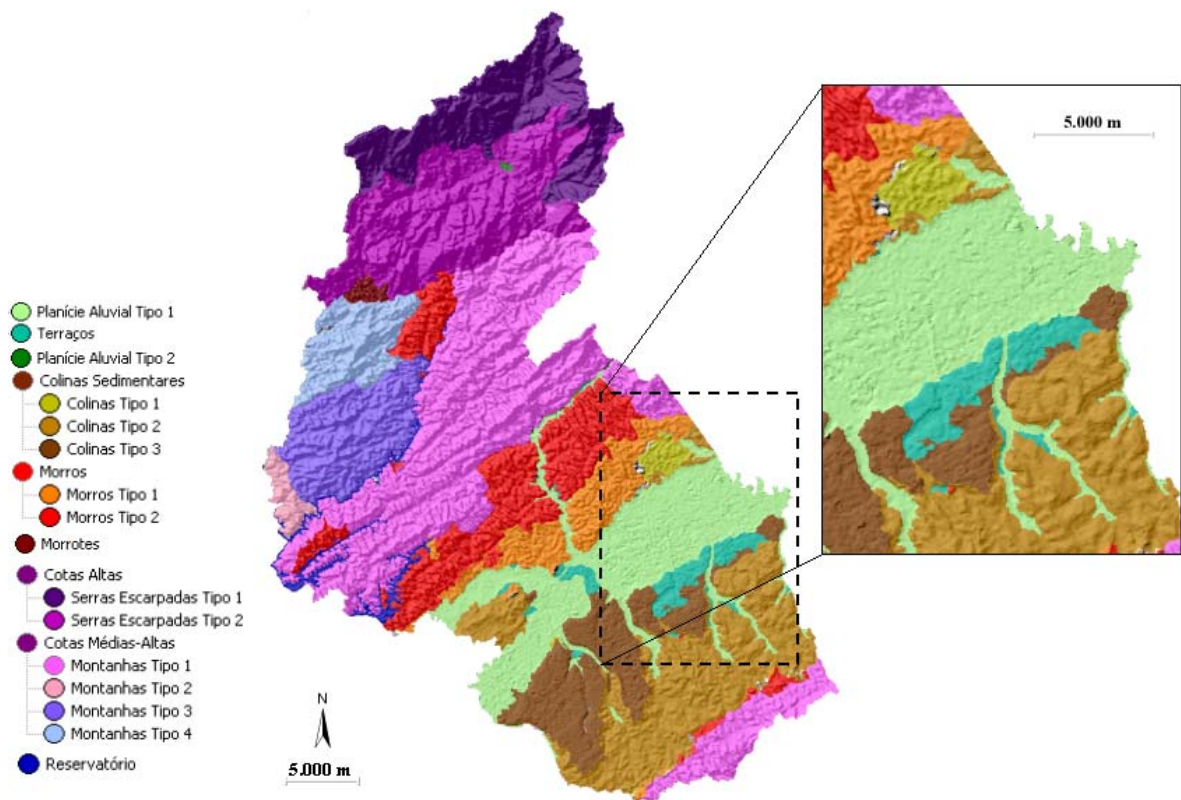 5.000 m
Planície Aluvial Tipo 1
Terraços
Planície Aluvial Tipo 2
Colinas Sedimentares
Colinas Tipo 1
Colinas Tipo 2
Colinas Tipo 3
Morros
Morros Tipo 1
Morros Tipo 2
Morrotes
Cotas Altas
Serras Escarpadas Tipo 1
Serras Escarpadas Tipo 2
Cotas Médias-Altas
Montanhas Tipo 1
Montanhas Tipo 2
Montanhas Tipo 3
Montanhas Tipo 4
Reservatório
N
5.000 m